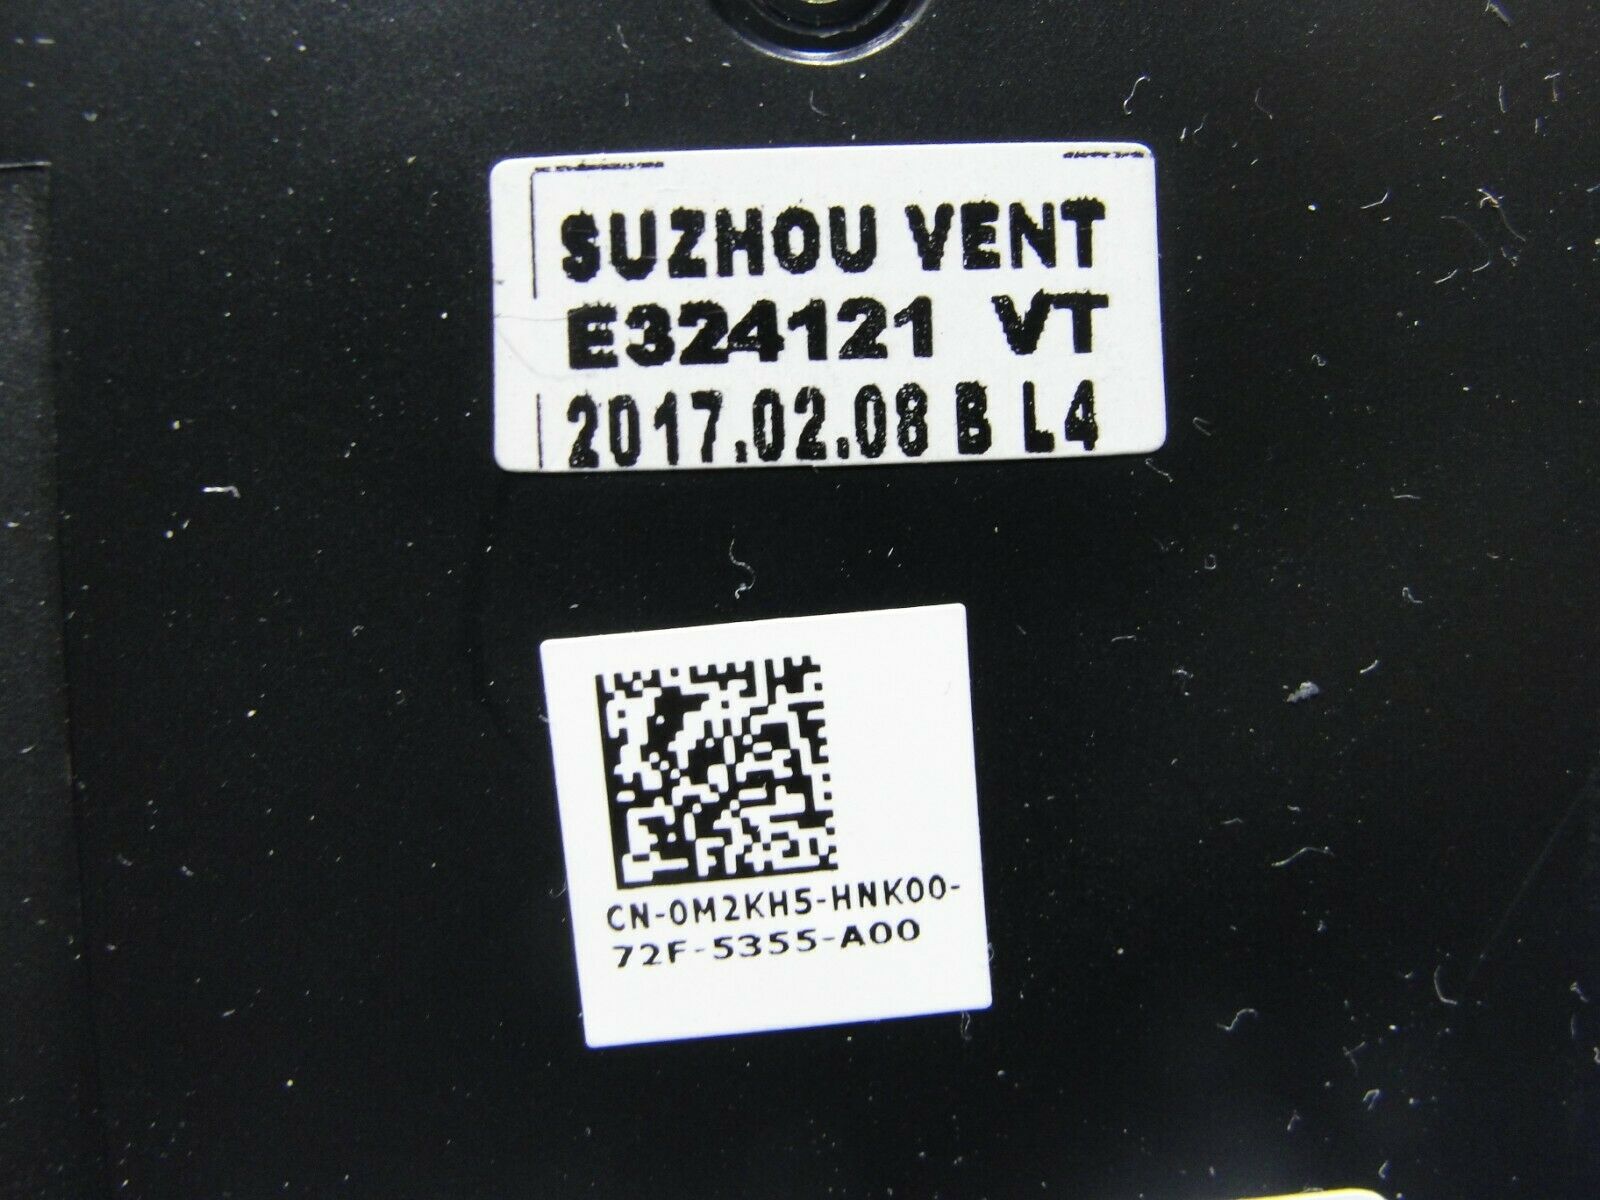 SUZHOU VENT
E324121 VT
2017.02.08 B L4
CN-0M2KH5-HNK00-
72F-5355-A00